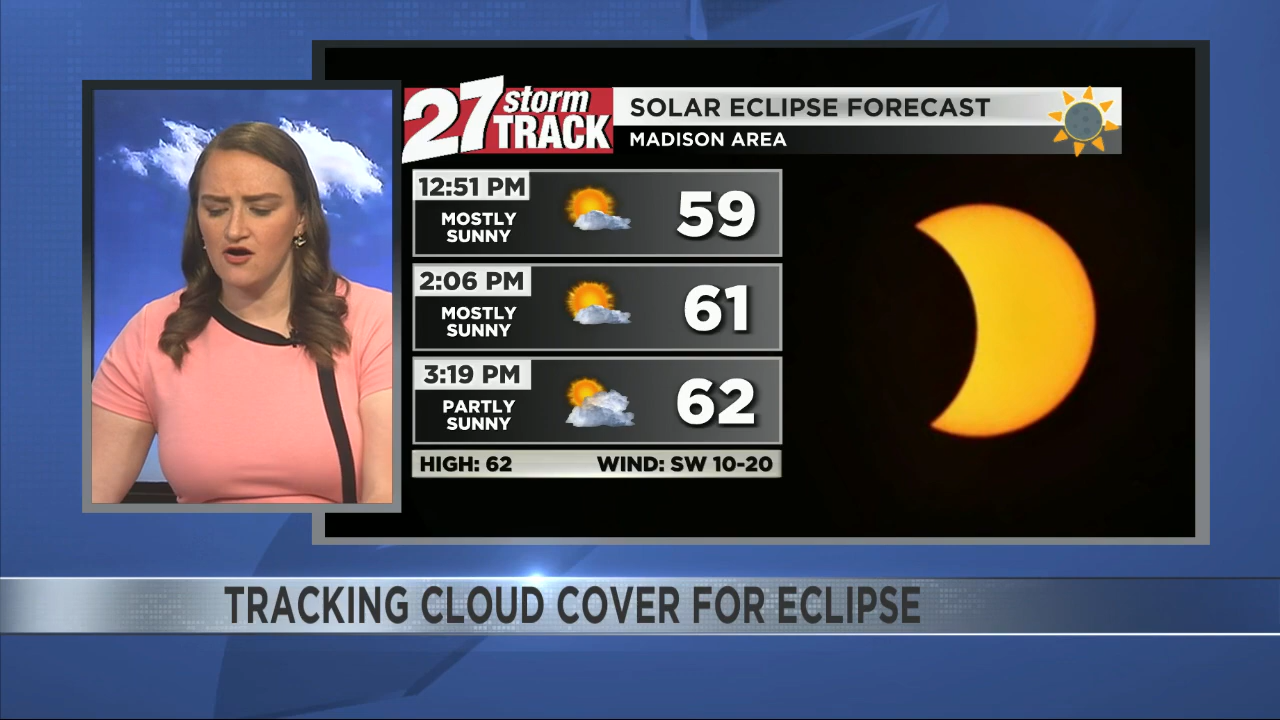 27 storm
TRACK
SOLAR ECLIPSE FORECAST
MADISON AREA
12:51 PM
MOSTLY
SUNNY
59
2:06 PM
MOSTLY
SUNNY
61
3:19 PM
PARTLY
SUNNY
62
HIGH: 62 WIND: SW 10-20
TRACKING CLOUD COVER FOR ECLIPSE